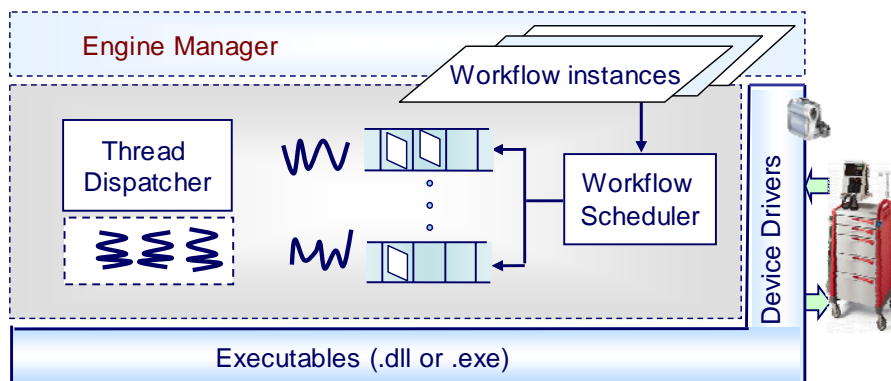 Engine Manager
Workflow instances
Thread
Dispatcher
Workflow
Scheduler
Device Drivers
Executables (.dll or .exe)